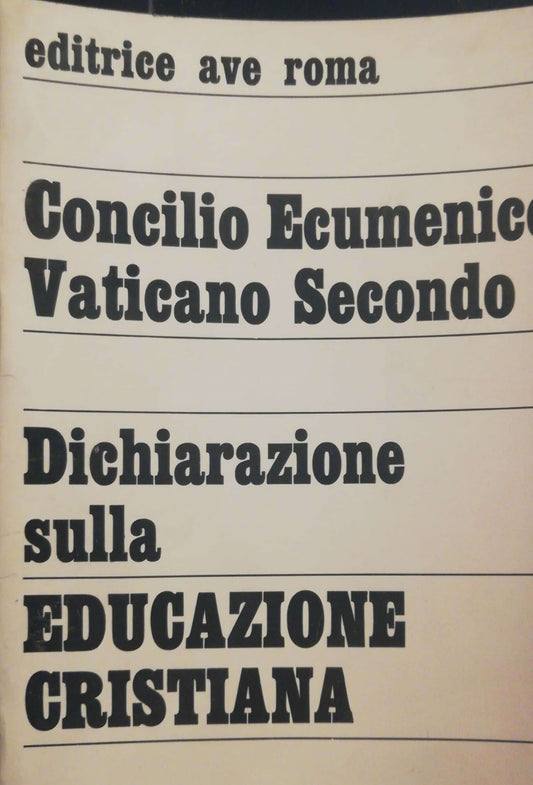 editrice ave roma
Concilio Ecumenico
Vaticano Secondo
Dichiarazione
sulla
EDUCAZIONE
CRISTIANA